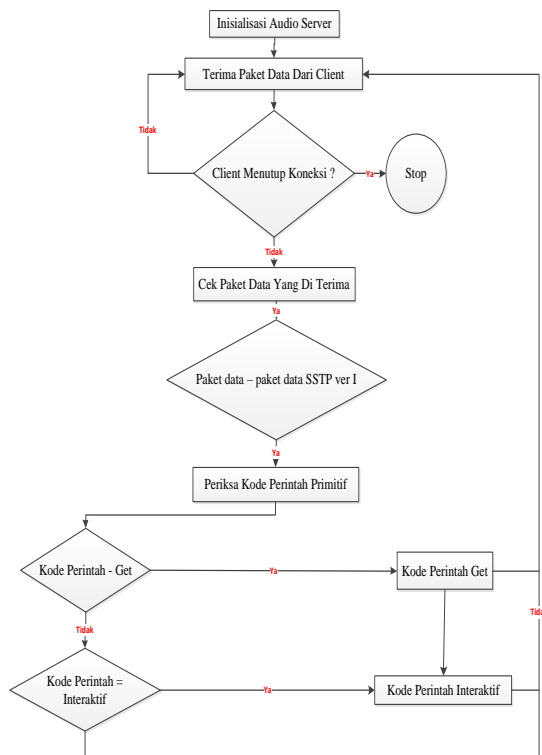 Inisialisasi Audio Server
Terima Paket Data Dari Client
Tidak
Client Menutup Koneksi ?
Ya
Stop
Tidak
Cek Paket Data Yang Di Terima
Ya
Paket data – paket data SSTP ver I
Ya
Periksa Kode Perintah Primitif
Kode Perintah - Get
Ya
Kode Perintah Get
Tidak
Tida
Kode Perintah =
Interaktif
Ya
Kode Perintah Interaktif